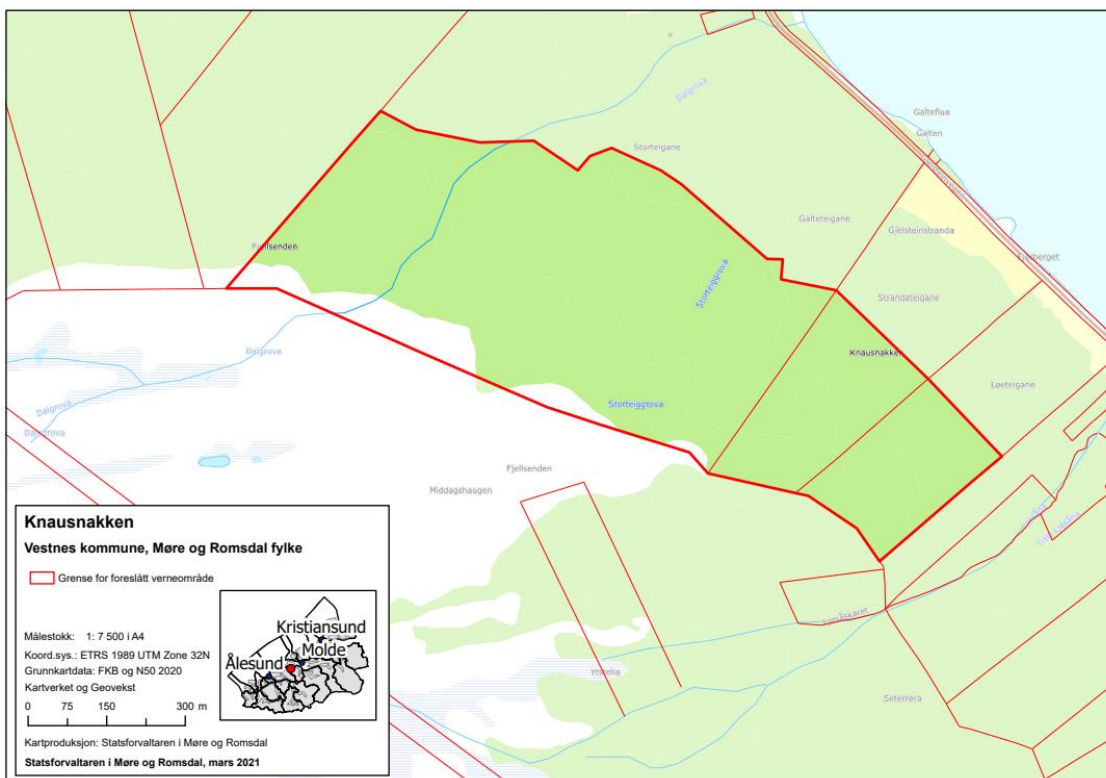 Dalgrova
Galteflua
Galten
Storteigane
Galteteigane
Gjelsteinstranda
Fjellsenden
Storteiggrova
Strandateigane
Knausnakken
Dalgrova
Løeteigane
Dalgrova
Storteiggrova
Dalgrova
Fjellsenden
Middagshaugen
Seterrøra
Knausnakken
Vestnes kommune, Møre og Romsdal fylke
Grense for foreslått verneområde
Målestokk: 1: 7 500 i A4
Koord.sys.: ETRS 1989 UTM Zone 32N
Grunnkartdata: FKB og N50 2020
Kartverket og Geovekst
0 75 150 300 m
Kartproduksjon: Statsforvaltaren i Møre og Romsdal
Statsforvaltaren i Møre og Romsdal, mars 2021
Kristiansund
Molde
Ålesund